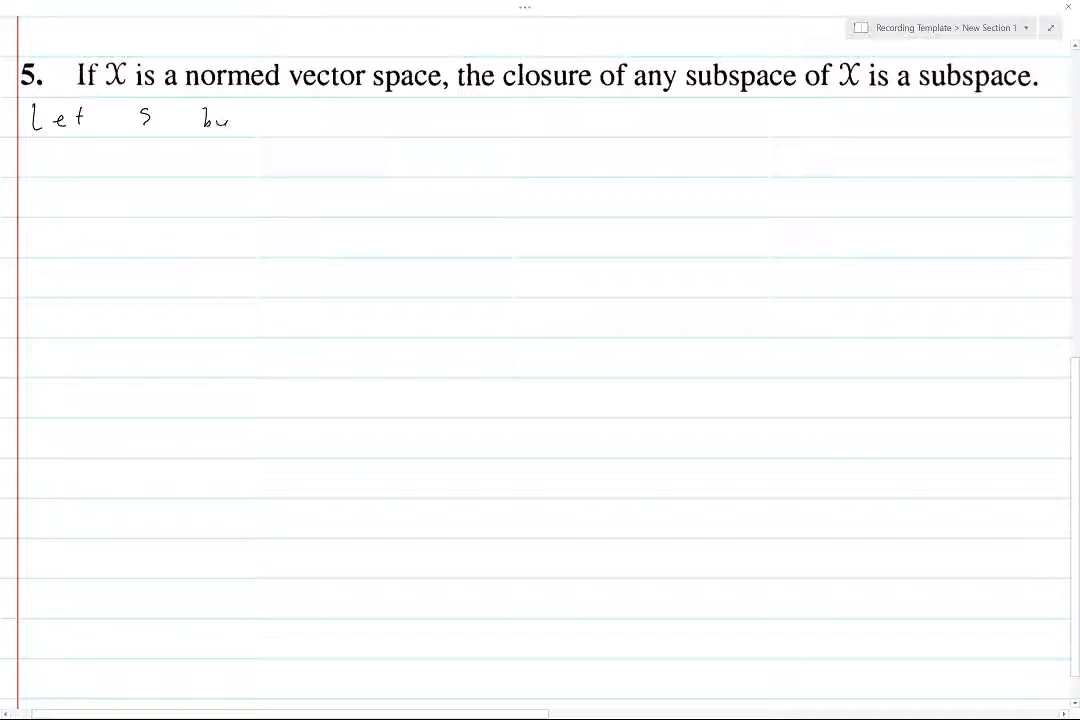 Recording Template > New Section 1
5. If 𝒳 is a normed vector space, the closure of any subspace of 𝒳 is a subspace.
Let S